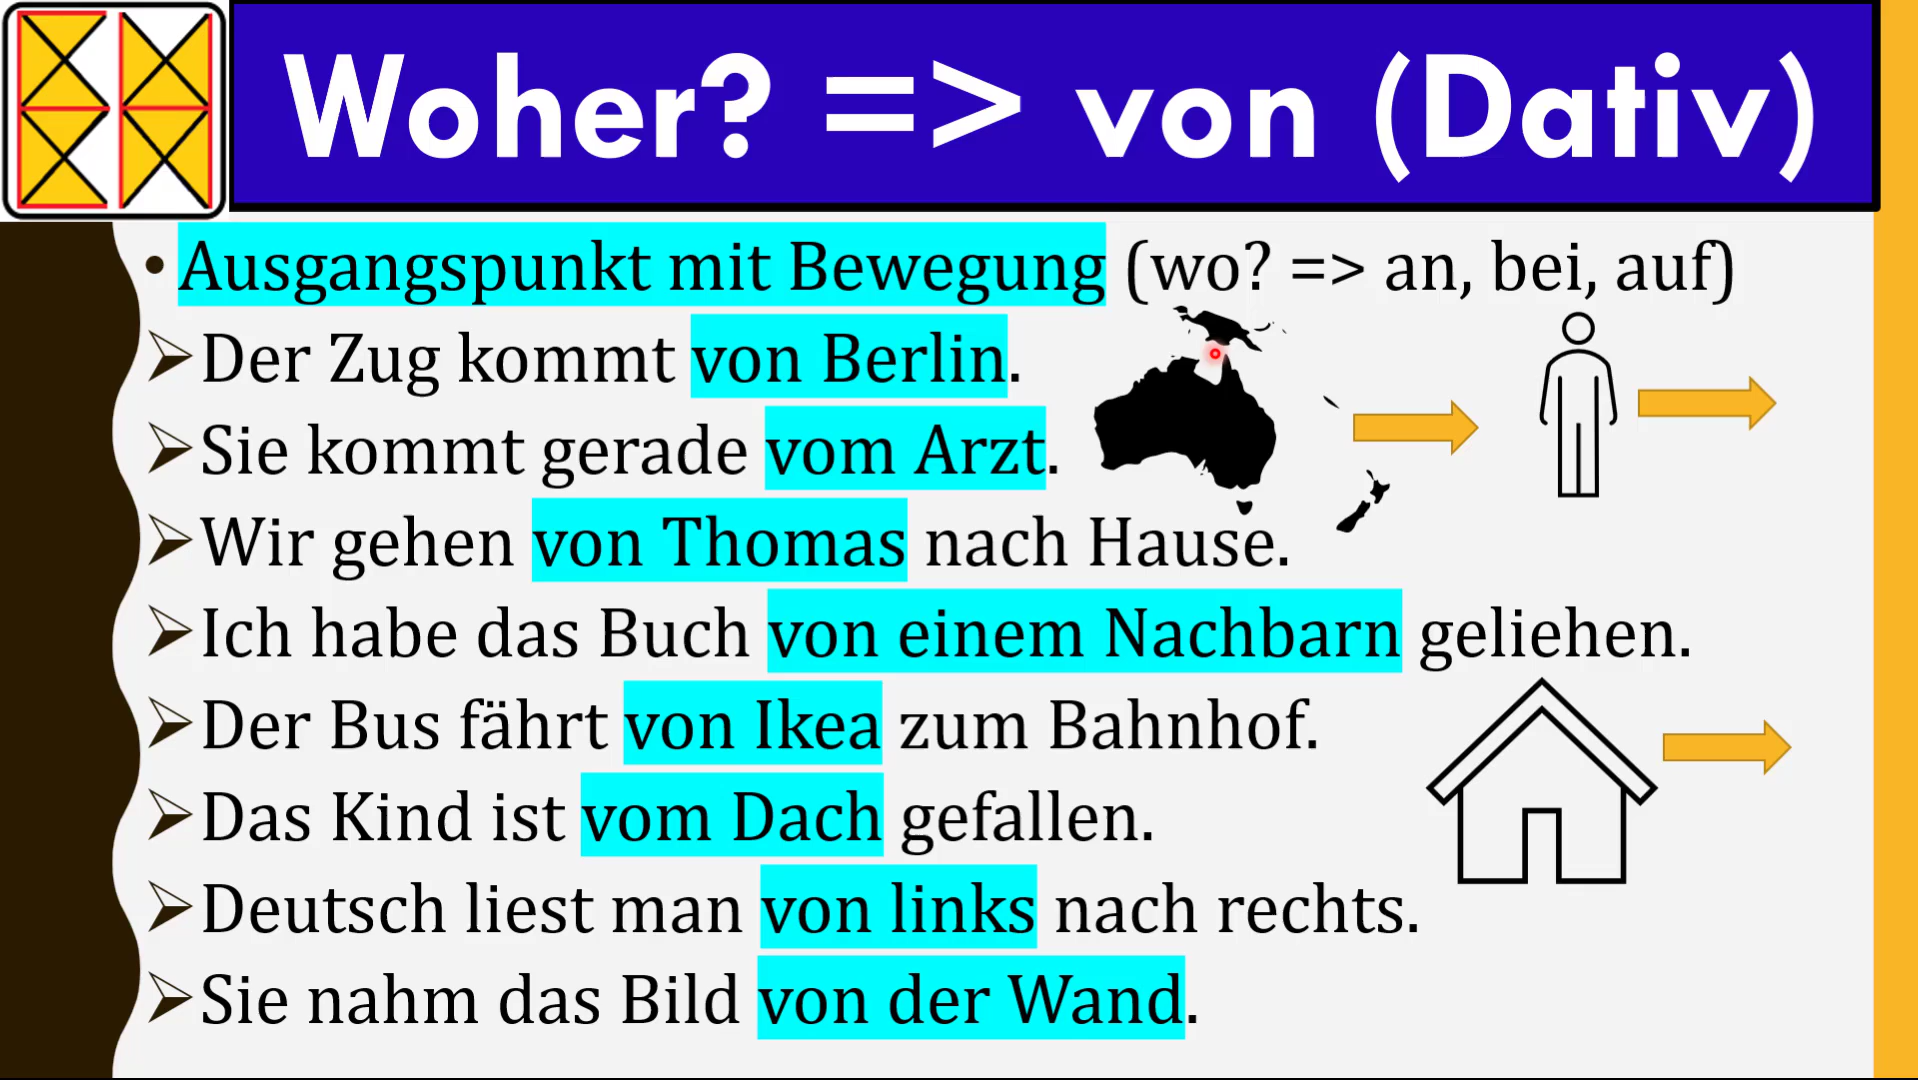 Woher? => von (Dativ)
• Ausgangspunkt mit Bewegung (wo? => an, bei, auf)
➢Der Zug kommt von Berlin.
➢Sie kommt gerade vom Arzt.
➢Wir gehen von Thomas nach Hause.
➢Ich habe das Buch von einem Nachbarn geliehen.
➢Der Bus fährt von Ikea zum Bahnhof.
➢Das Kind ist vom Dach gefallen.
➢Deutsch liest man von links nach rechts.
➢Sie nahm das Bild von der Wand.